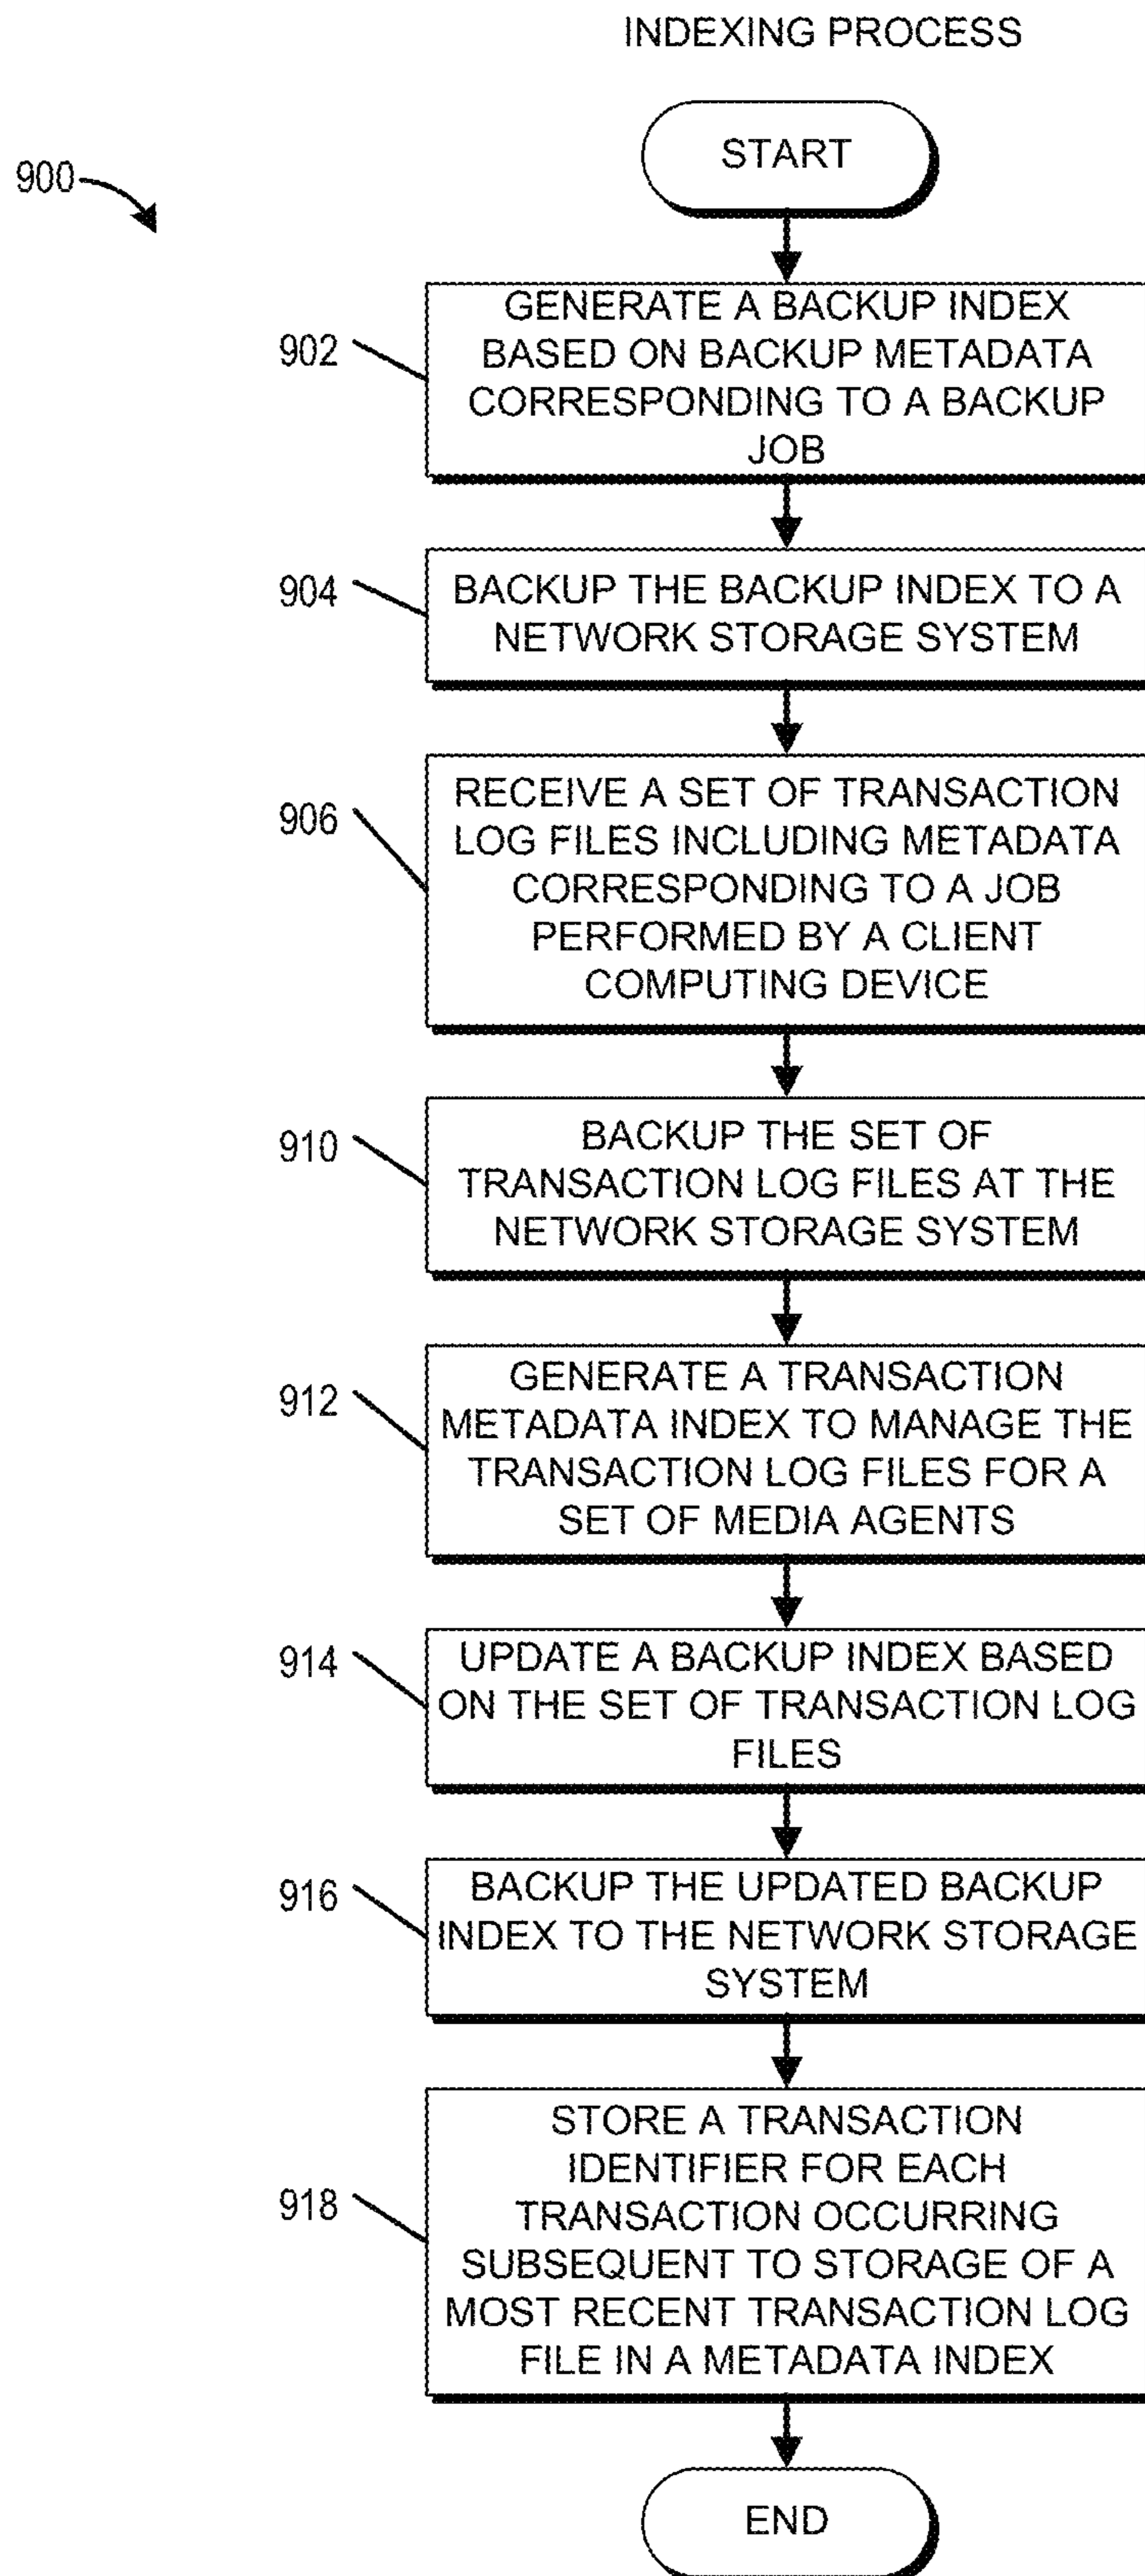 INDEXING PROCESS
START
900
902
GENERATE A BACKUP INDEX
BASED ON BACKUP METADATA
CORRESPONDING TO A BACKUP
JOB
904
BACKUP THE BACKUP INDEX TO A
NETWORK STORAGE SYSTEM
906
RECEIVE A SET OF TRANSACTION
LOG FILES INCLUDING METADATA
CORRESPONDING TO A JOB
PERFORMED BY A CLIENT
COMPUTING DEVICE
910
BACKUP THE SET OF
TRANSACTION LOG FILES AT THE
NETWORK STORAGE SYSTEM
912
GENERATE A TRANSACTION
METADATA INDEX TO MANAGE THE
TRANSACTION LOG FILES FOR A
SET OF MEDIA AGENTS
914
UPDATE A BACKUP INDEX BASED
ON THE SET OF TRANSACTION LOG
FILES
916
BACKUP THE UPDATED BACKUP
INDEX TO THE NETWORK STORAGE
SYSTEM
918
STORE A TRANSACTION
IDENTIFIER FOR EACH
TRANSACTION OCCURRING
SUBSEQUENT TO STORAGE OF A
MOST RECENT TRANSACTION LOG
FILE IN A METADATA INDEX
END